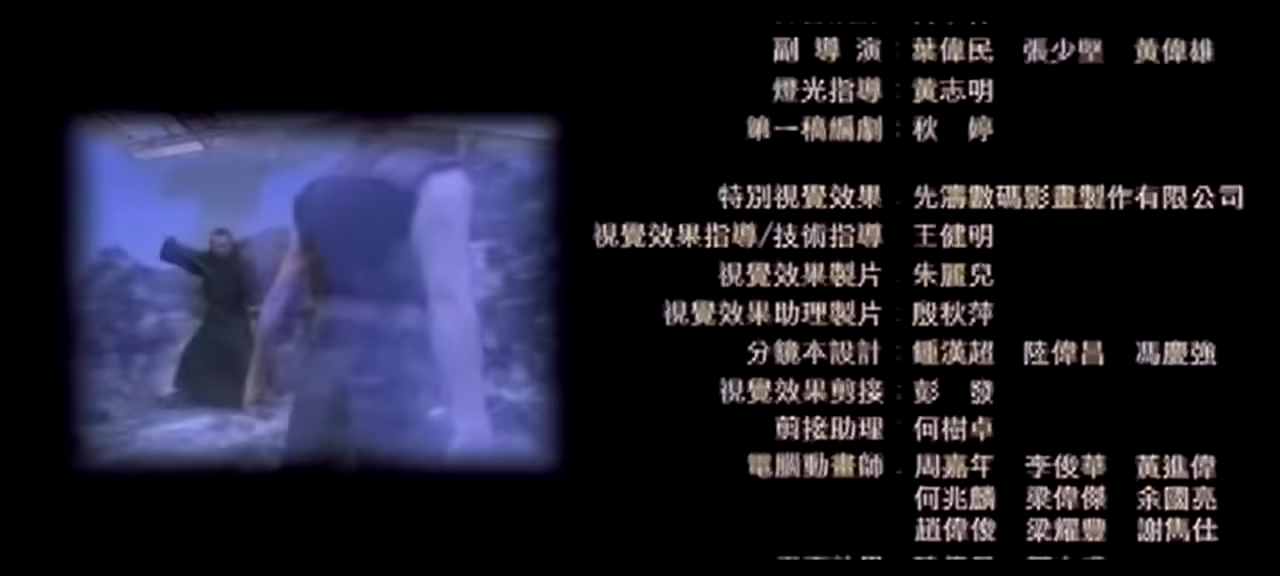 副導演：葉偉民 張少堅 黃偉雄
燈光指導：黃志明
第一稿編劇：秋 婷
特別視覺效果：先濤數碼影畫製作有限公司
視覺效果指導/技術指導：王健明
視覺效果製片：朱麗兒
視覺效果助理製片：殷秋萍
分鏡本設計：鍾漢超 陸偉昌 馮慶強
視覺效果剪接：彭 發
剪接助理：何樹卓
電腦動畫師：周嘉年 李俊華 黃進偉
何兆麟 梁偉傑 余國亮
趙偉俊 梁耀豐 謝雋仕